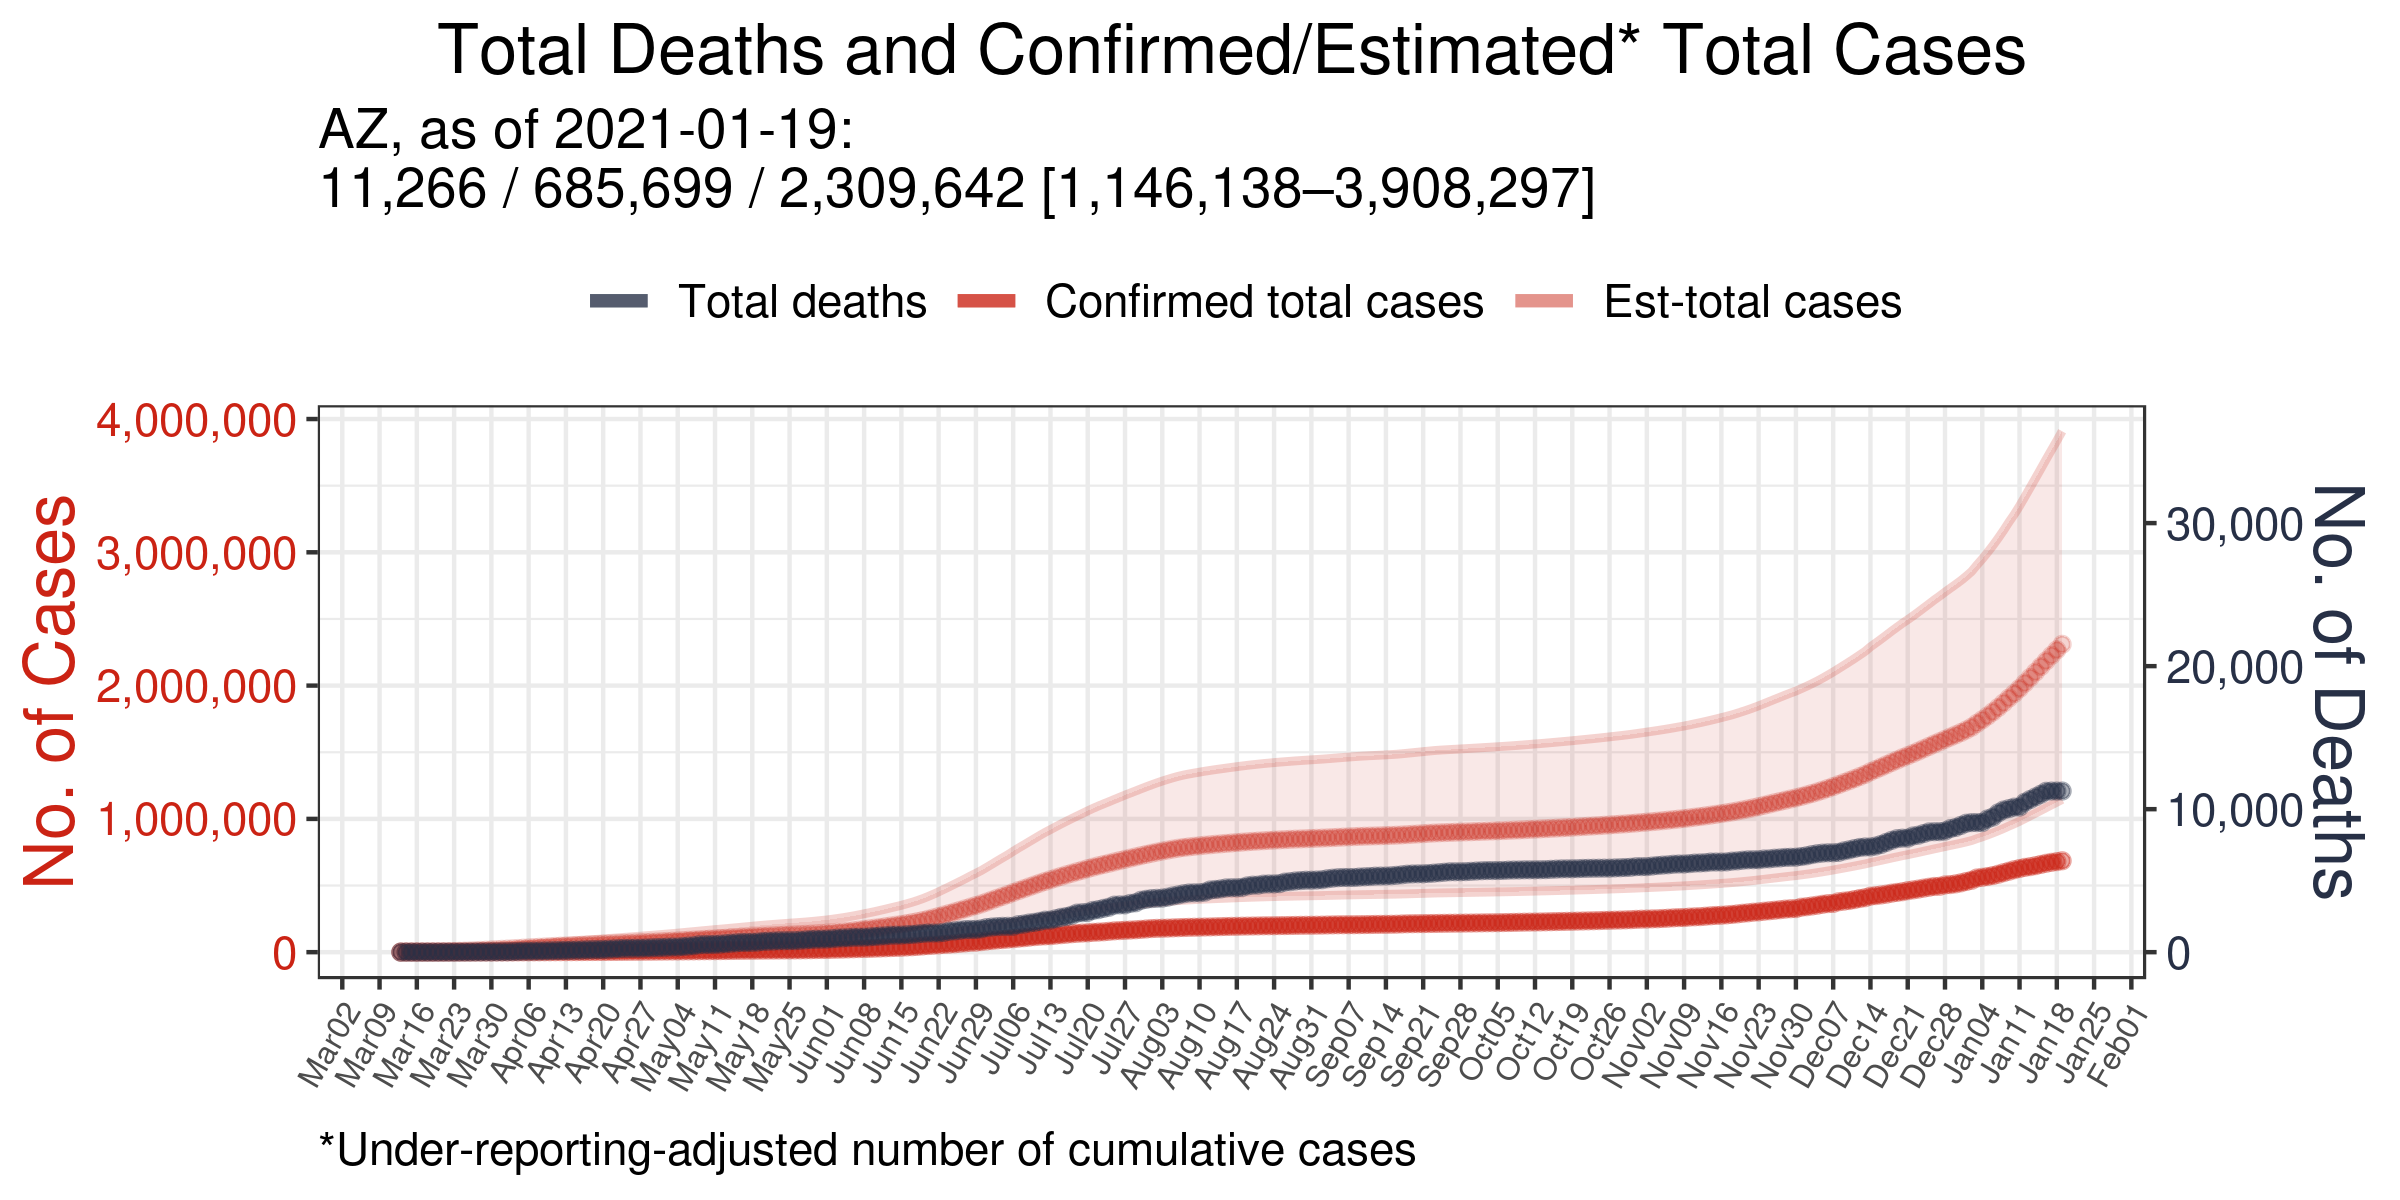 Total Deaths and Confirmed/Estimated* Total Cases
AZ, as of 2021-01-19:
11,266 / 685,699 / 2,309,642 [1,146,138–3,908,297]
Total deaths
Confirmed total cases
Est-total cases
No. of Cases
4,000,000
3,000,000
2,000,000
1,000,000
0
30,000
20,000
10,000
0
No. of Deaths
Mar02
Mar09
Mar16
Mar23
Mar30
Apr06
Apr13
Apr20
Apr27
May04
May11
May18
May25
Jun01
Jun08
Jun15
Jun22
Jun29
Jul06
Jul13
Jul20
Jul27
Aug03
Aug10
Aug17
Aug24
Aug31
Sep07
Sep14
Sep21
Sep28
Oct05
Oct12
Oct19
Oct26
Nov02
Nov09
Nov16
Nov23
Nov30
Dec07
Dec14
Dec21
Dec28
Jan04
Jan11
Jan18
Jan25
Feb01
*Under-reporting-adjusted number of cumulative cases